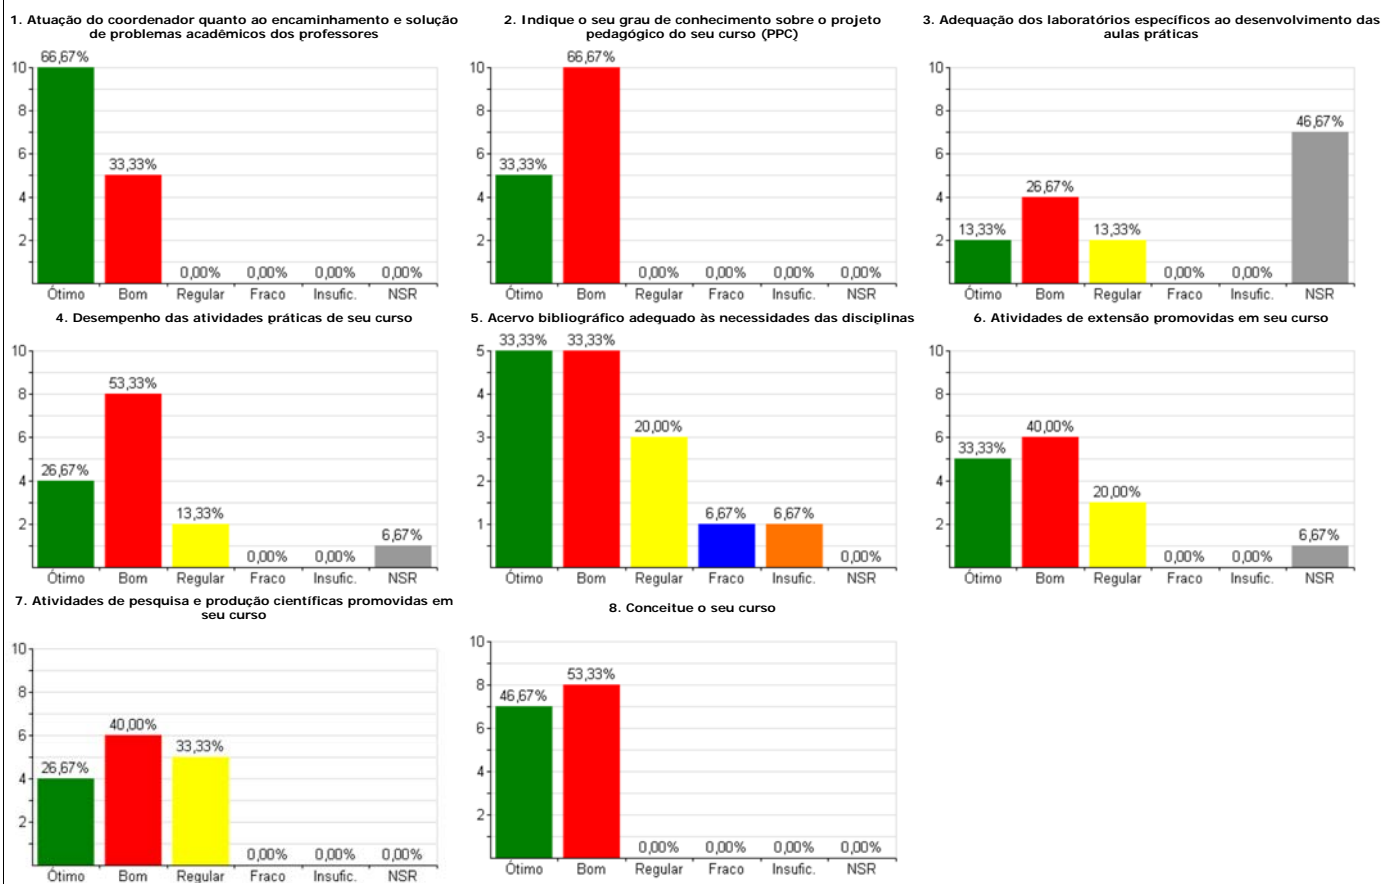 1. Atuação do coordenador quanto ao encaminhamento e solução
de problemas acadêmicos dos professores
66,67%
10
8
6
4
2
33,33%
0,00% 0,00% 0,00% 0,00%
Ótimo Bom Regular Fraco Insufic. NSR
2. Indique o seu grau de conhecimento sobre o projeto
pedagógico do seu curso (PPC)
66,67%
10
8
6
4
2
33,33%
0,00% 0,00% 0,00% 0,00%
Ótimo Bom Regular Fraco Insufic. NSR
3. Adequação dos laboratórios específicos ao desenvolvimento das
aulas práticas
10
8
6
4
2
46,67%
26,67%
13,33% 13,33%
0,00% 0,00%
Ótimo Bom Regular Fraco Insufic. NSR
4. Desempenho das atividades práticas de seu curso
10
8
6
4
2
53,33%
26,67%
13,33%
6,67%
0,00% 0,00%
Ótimo Bom Regular Fraco Insufic. NSR
5. Acervo bibliográfico adequado às necessidades das disciplinas
33,33% 33,33%
5
4
3
2
1
20,00%
6,67% 6,67%
0,00%
Ótimo Bom Regular Fraco Insufic. NSR
6. Atividades de extensão promovidas em seu curso
10
8
6
4
2
40,00%
33,33%
20,00%
6,67%
0,00% 0,00%
Ótimo Bom Regular Fraco Insufic. NSR
7. Atividades de pesquisa e produção científicas promovidas em
seu curso
10
8
6
4
2
40,00%
33,33%
26,67%
0,00% 0,00% 0,00%
Ótimo Bom Regular Fraco Insufic. NSR
8. Conceitue o seu curso
10
8
6
4
2
53,33%
46,67%
0,00% 0,00% 0,00% 0,00%
Ótimo Bom Regular Fraco Insufic. NSR